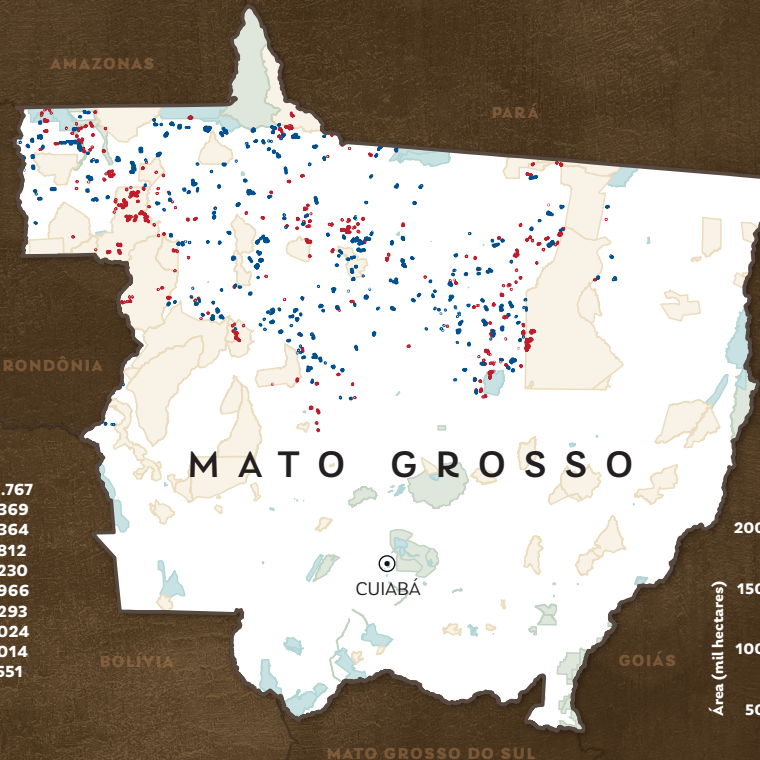 AMAZONAS
PARÁ
RONDÔNIA
MATO GROSSO
.767
369
364
812
230
966
293
024
014
551
CUIABÁ
BOLÍVIA
GOIÁS
MATO GROSSO DO SUL
Área (mil hectares)
200
150
100
50